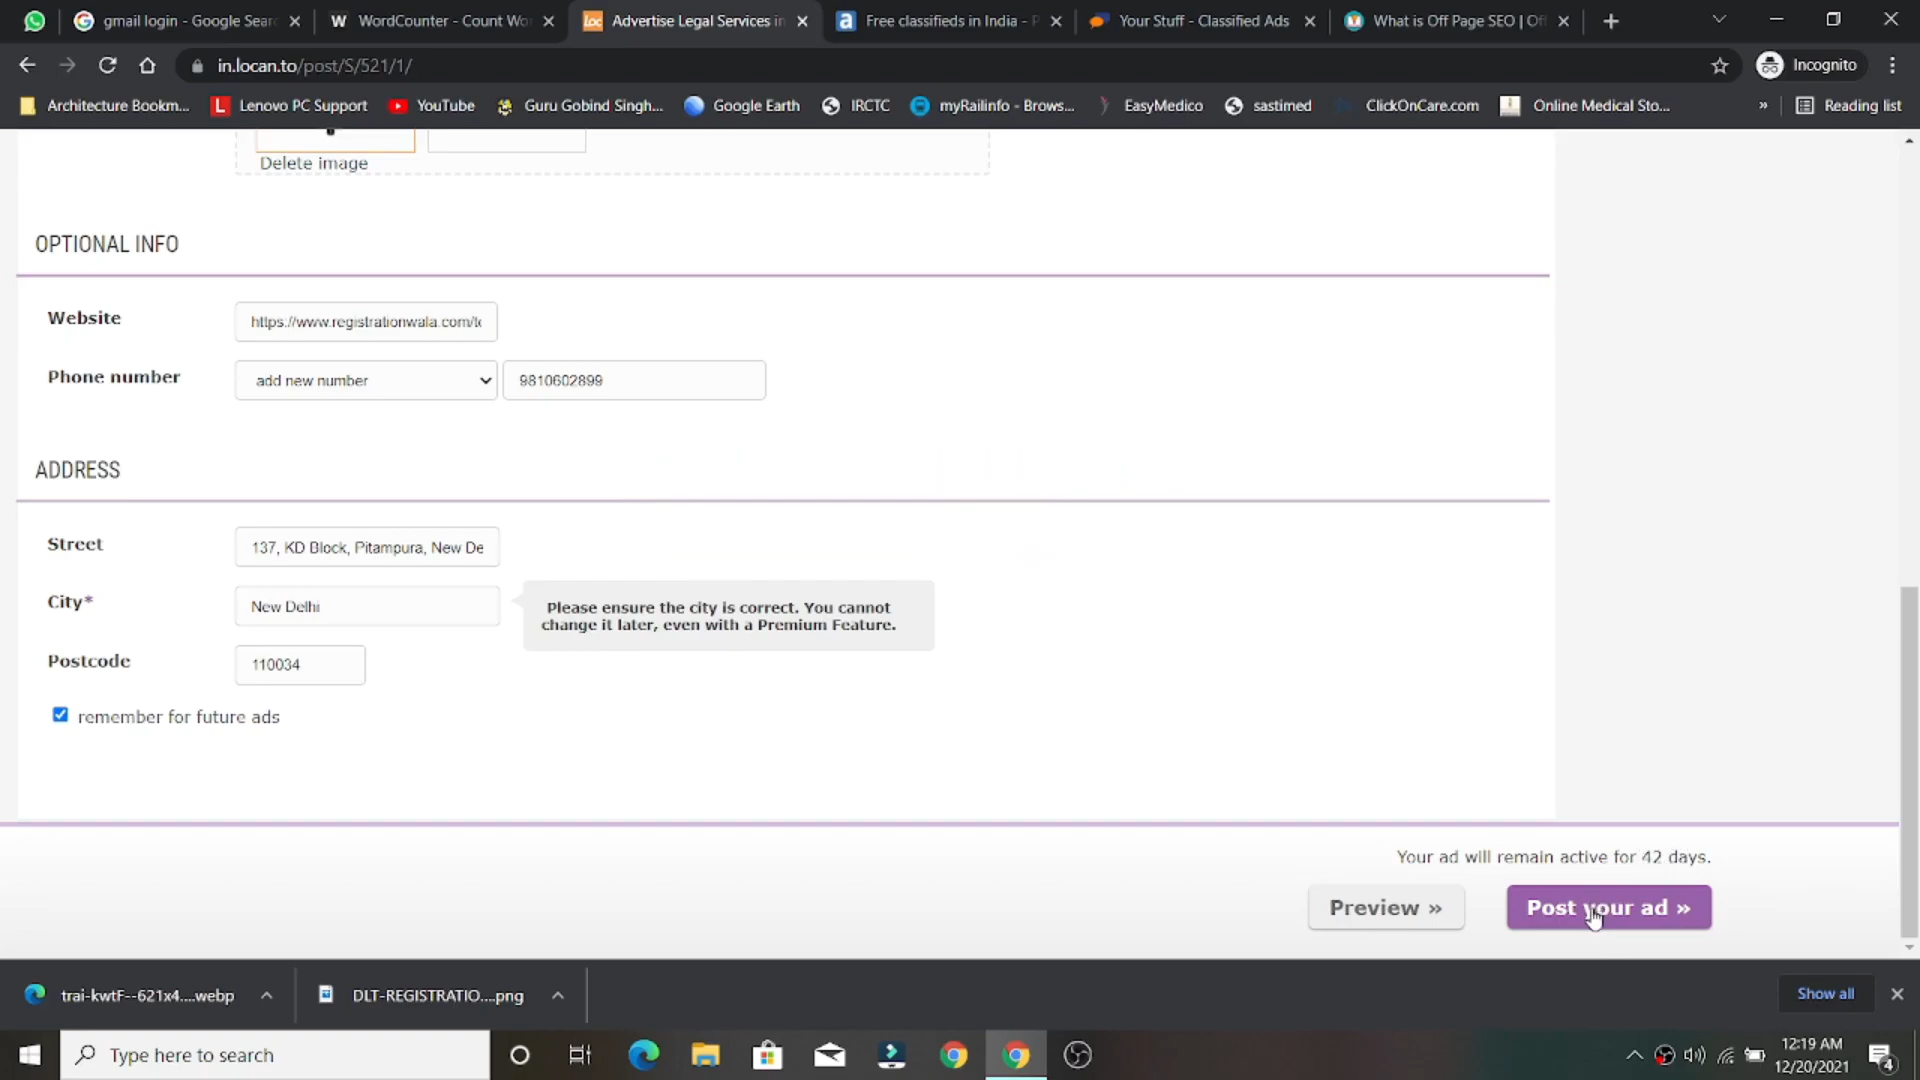 gmail login - Google Sear
WordCounter - Count Wo
loc Advertise Legal Services in
a Free classifieds in India - P
Your Stuff - Classified Ads
What is Off Page SEO | Of
in.locan.to/post/S/521/1/
Incognito
Architecture Bookm...
Lenovo PC Support
YouTube
Guru Gobind Singh...
Google Earth
IRCTC
myRailinfo - Brows...
EasyMedico
sastimed
ClickOnCare.com
Online Medical Sto...
»
Reading list
Delete image
OPTIONAL INFO
Website
https://www.registrationwala.com/te
Phone number
add new number
9810602899
ADDRESS
Street
137, KD Block, Pitampura, New De
City*
New Delhi
Please ensure the city is correct. You cannot
change it later, even with a Premium Feature.
Postcode
110034
remember for future ads
Your ad will remain active for 42 days.
Preview »
Post your ad »
trai-kwtF--621x4....webp
DLT-REGISTRATIO....png
Show all
Type here to search
12:19 AM
12/20/2021
4